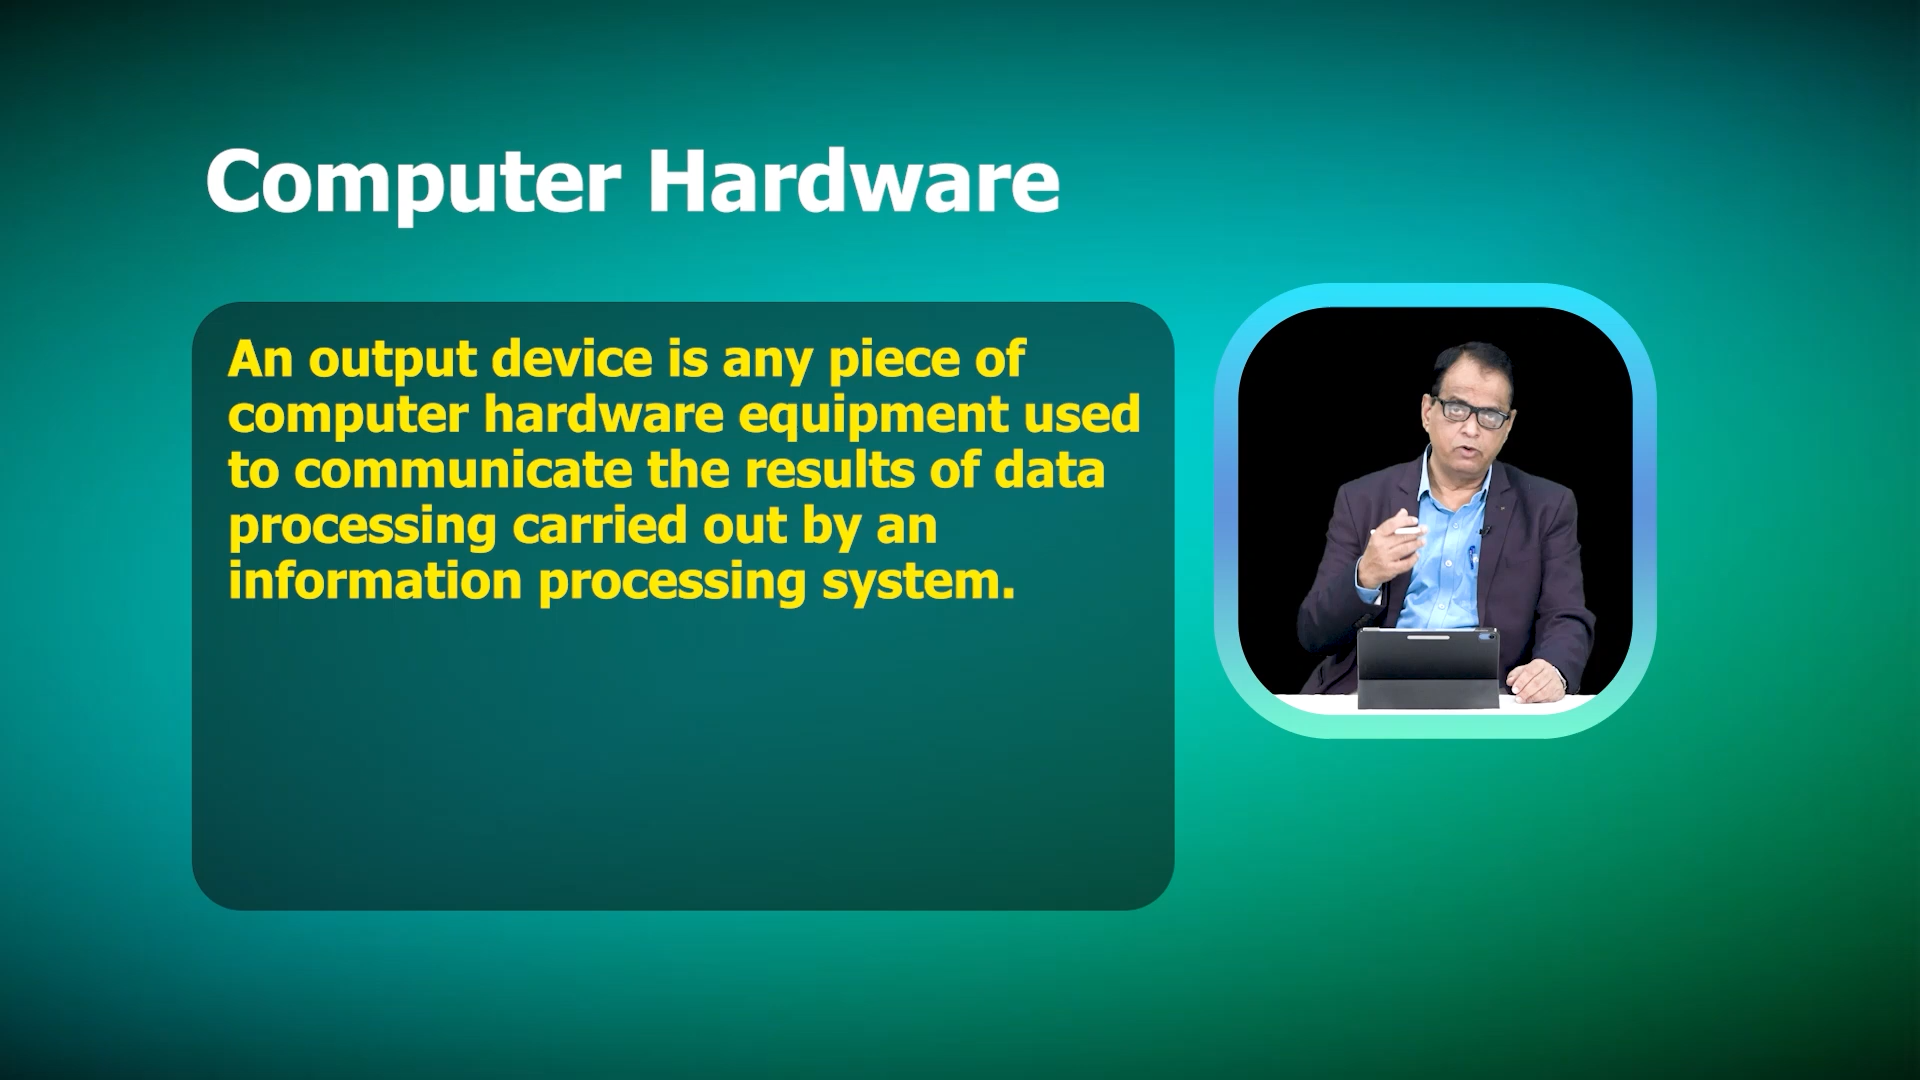 Computer Hardware
An output device is any piece of
computer hardware equipment used
to communicate the results of data
processing carried out by an
information processing system.